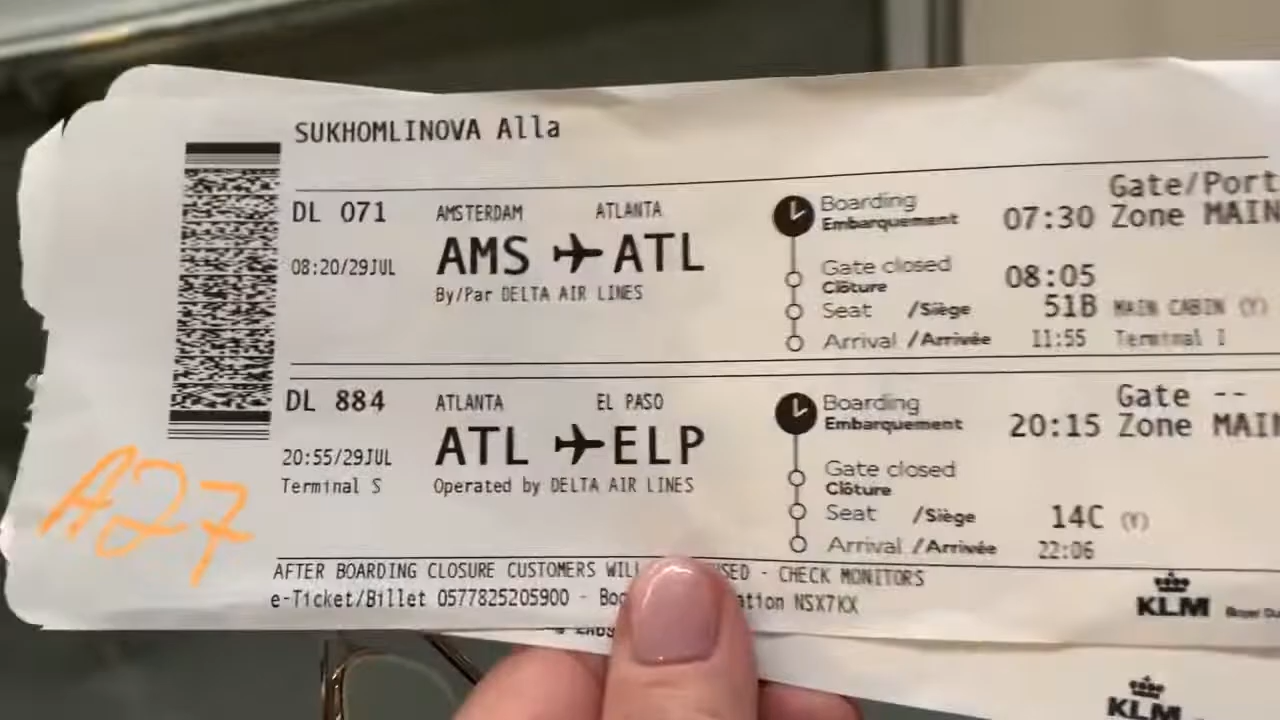 SUKHOMLINOVA Alla
DL 071
AMSTERDAM ATLANTA
AMS ATL
08:20/29JUL
By/Par DELTA AIR LINES
Boarding
Embarquement
07:30
Gate/Port
Zone MAIN
Gate closed
Clôture
08:05
Seat /Siège 51B MAIN CABIN (Y)
Arrival /Arrivée 11:55 Terminal I
DL 884
ATLANTA EL PASO
ATL ELP
20:55/29JUL
Terminal S
Operated by DELTA AIR LINES
Boarding
Embarquement
20:15
Gate --
Zone MAIN
Gate closed
Clôture
Seat /Siège 14C (Y)
Arrival /Arrivée 22:06
A27
AFTER BOARDING CLOSURE CUSTOMERS WILL - CHECK MONITORS
e-Ticket/Billet 0577825205900 - NSX7KX
KLM
KLM